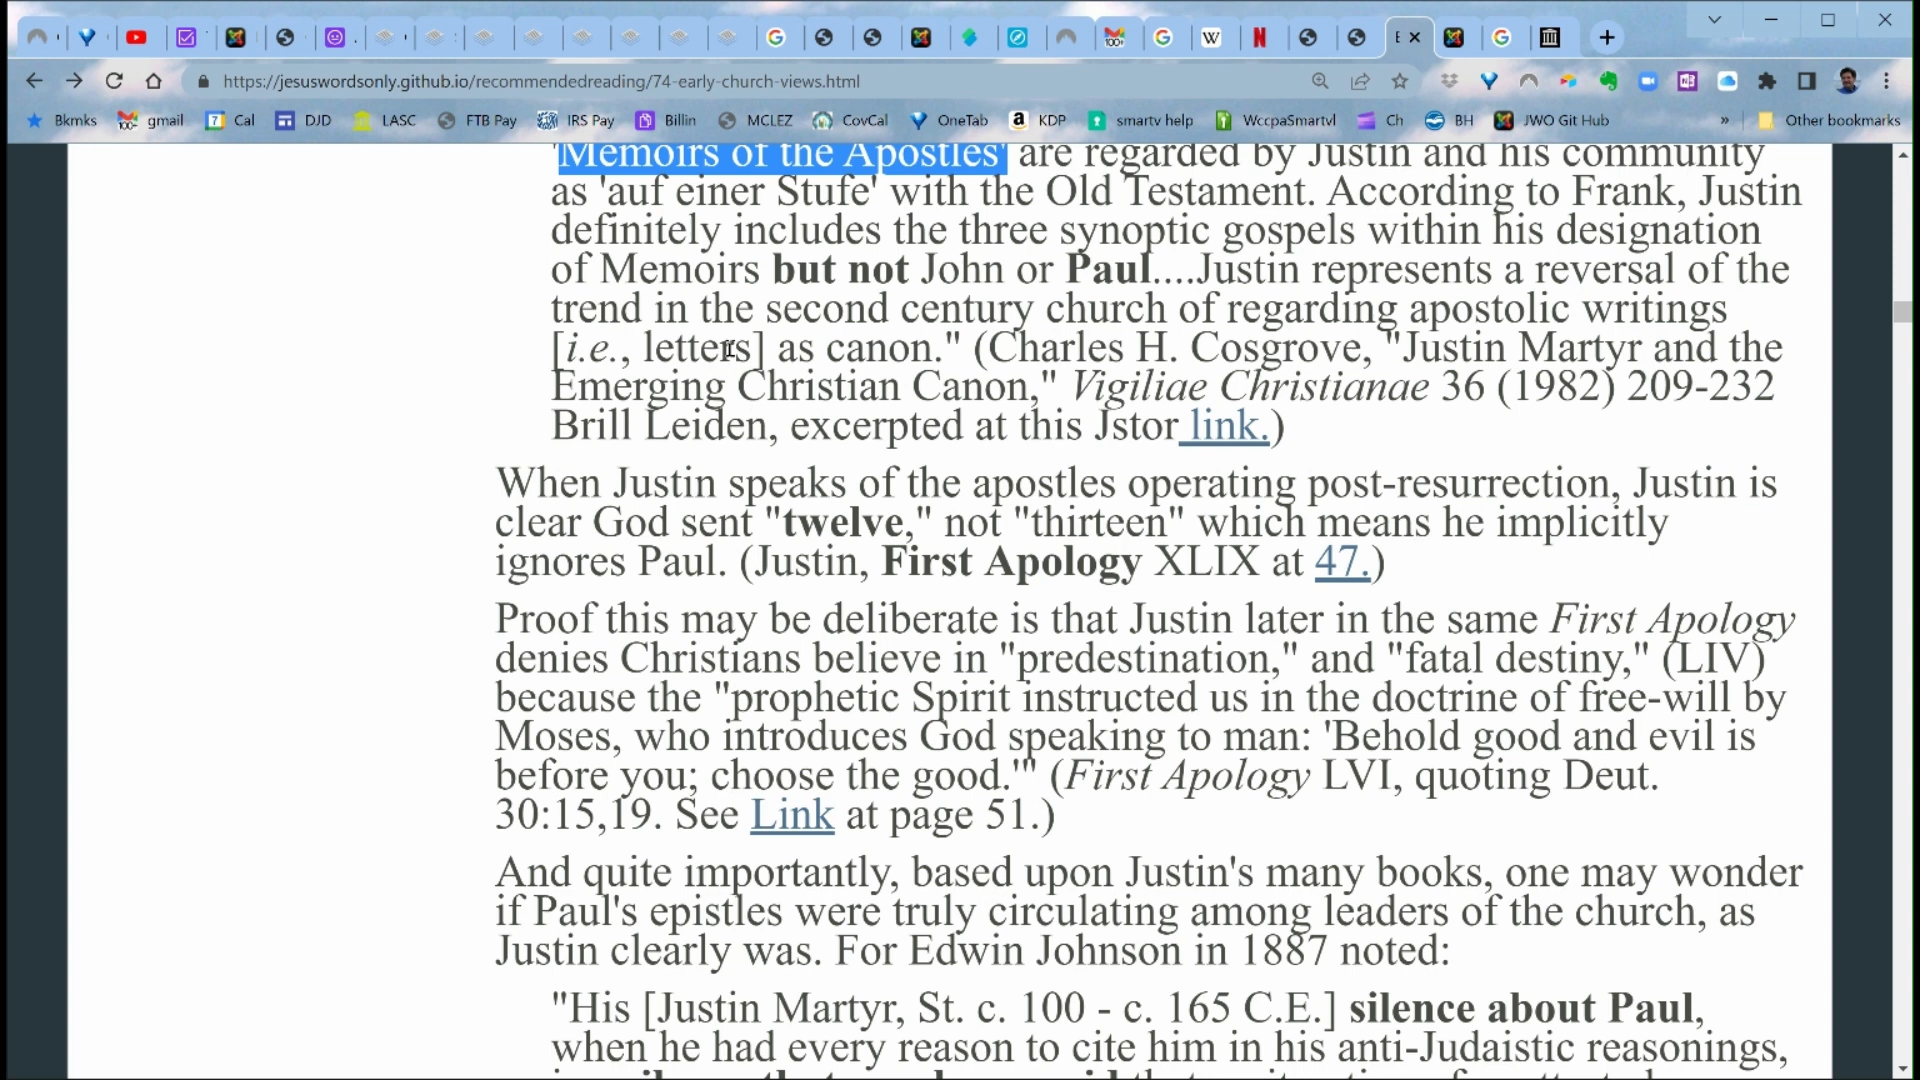 E
https://jesuswordsonly.github.io/recommendedreading/74-early-church-views.html
Bkmks gmail Cal DJD LASC FTB Pay IRS Pay Billin MCLEZ CovCal OneTab KDP smartv help WccpaSmartvl Ch BH JWO Git Hub » Other bookmarks
'Memoirs of the Apostles' are regarded by Justin and his community
as 'auf einer Stufe' with the Old Testament. According to Frank, Justin
definitely includes the three synoptic gospels within his designation
of Memoirs but not John or Paul....Justin represents a reversal of the
trend in the second century church of regarding apostolic writings
[i.e., letters] as canon." (Charles H. Cosgrove, "Justin Martyr and the
Emerging Christian Canon," Vigiliae Christianae 36 (1982) 209-232
Brill Leiden, excerpted at this Jstor link.)
When Justin speaks of the apostles operating post-resurrection, Justin is
clear God sent "twelve," not "thirteen" which means he implicitly
ignores Paul. (Justin, First Apology XLIX at 47.)
Proof this may be deliberate is that Justin later in the same First Apology
denies Christians believe in "predestination," and "fatal destiny," (LIV)
because the "prophetic Spirit instructed us in the doctrine of free-will by
Moses, who introduces God speaking to man: 'Behold good and evil is
before you; choose the good.'" (First Apology LVI, quoting Deut.
30:15,19. See Link at page 51.)
And quite importantly, based upon Justin's many books, one may wonder
if Paul's epistles were truly circulating among leaders of the church, as
Justin clearly was. For Edwin Johnson in 1887 noted:
"His [Justin Martyr, St. c. 100 - c. 165 C.E.] silence about Paul,
when he had every reason to cite him in his anti-Judaistic reasonings,